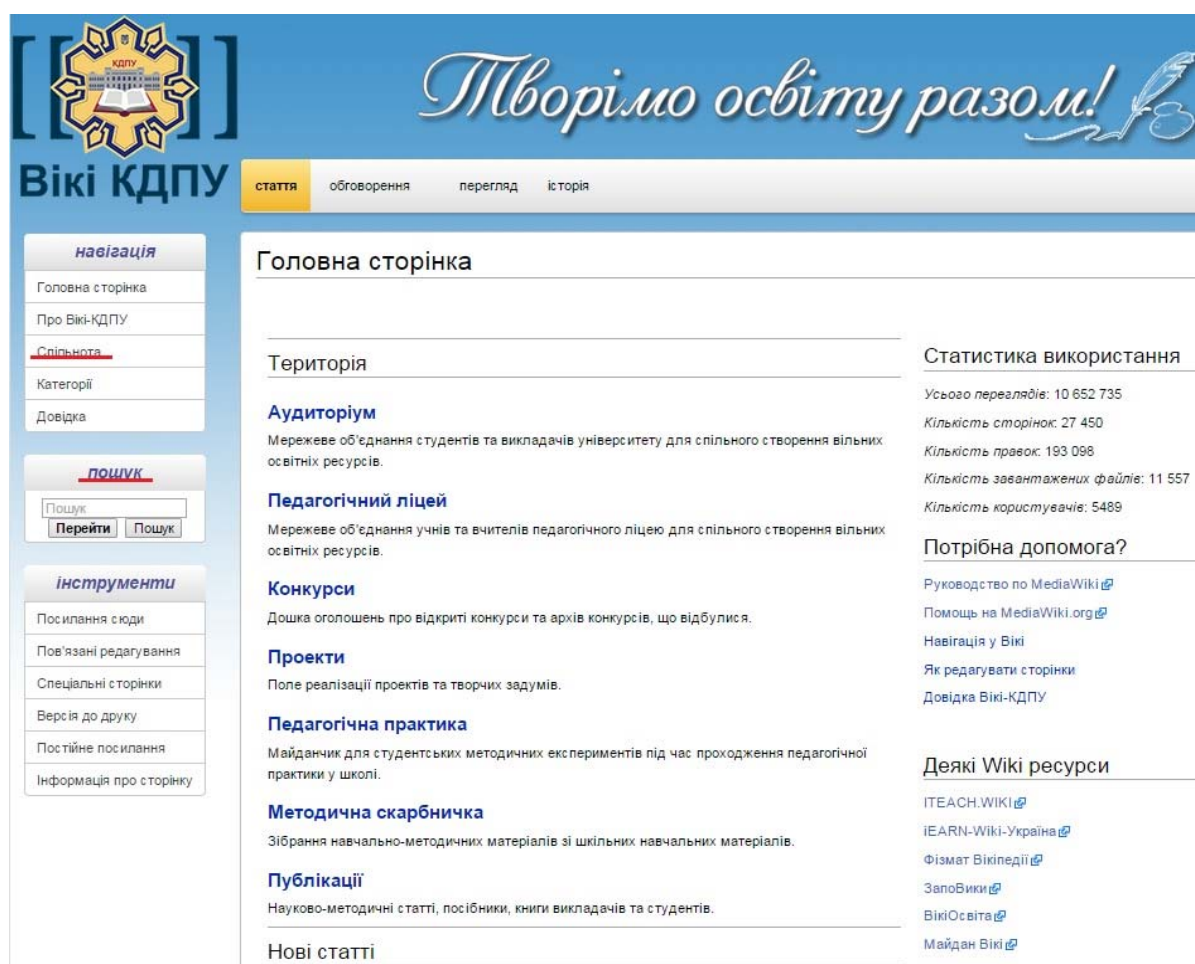 КДПУ
[[ ]]
Вікі КДПУ
Творімо освіту разом!
стаття обговорення перегляд історія
навігація
Головна сторінка
Про Вікі-КДПУ
Спільнота
Категорії
Довідка
пошук
Пошук
Перейти Пошук
інструменти
Посилання сюди
Пов'язані редагування
Спеціальні сторінки
Версія до друку
Постійне посилання
Інформація про сторінку
Головна сторінка
Територія
Аудиторіум
Мережеве об'єднання студентів та викладачів університету для спільного створення вільних
освітніх ресурсів.
Педагогічний ліцей
Мережеве об'єднання учнів та вчителів педагогічного ліцею для спільного створення вільних
освітніх ресурсів.
Конкурси
Дошка оголошень про відкриті конкурси та архів конкурсів, що відбулися.
Проекти
Поле реалізації проектів та творчих задумів.
Педагогічна практика
Майданчик для студентських методичних експериментів під час проходження педагогічної
практики у школі.
Методична скарбничка
Зібрання навчально-методичних матеріалів зі шкільних навчальних матеріалів.
Публікації
Науково-методичні статті, посібники, книги викладачів та студентів.
Нові статті
Статистика використання
Усього переглядів: 10 652 735
Кількість сторінок: 27 450
Кількість правок: 193 098
Кількість завантажених файлів: 11 557
Кількість користувачів: 5489
Потрібна допомога?
Руководство по MediaWiki
Помощь на MediaWiki.org
Навігація у Вікі
Як редагувати сторінки
Довідка Вікі-КДПУ
Деякі Wiki ресурси
ITEACH.WIKI
iEARN-Wiki-Україна
Фізмат Вікіпедії
ЗапоВики
ВікіОсвіта
Майдан Вікі